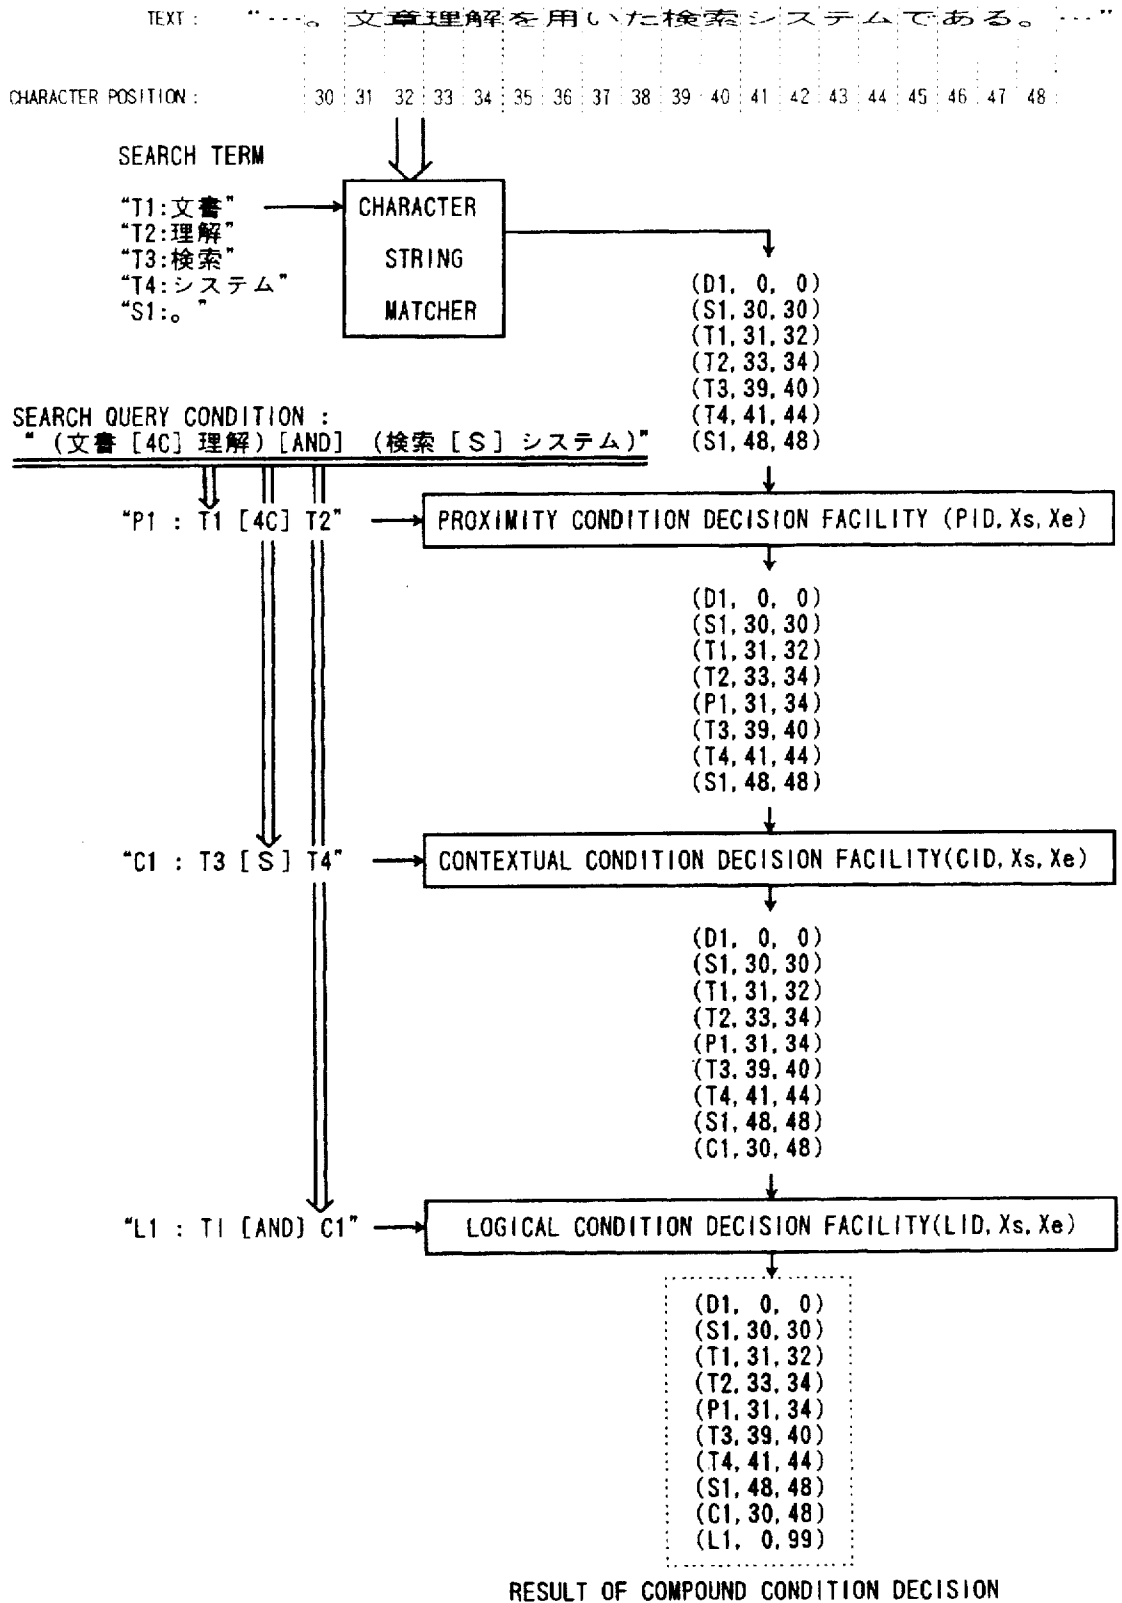 TEXT : “…。文章理解を用いた検索システムである。…”
CHARACTER POSITION : 30 31 32 33 34 35 36 37 38 39 40 41 42 43 44 45 46 47 48
SEARCH TERM
“T1:文書”
“T2:理解”
“T3:検索”
“T4:システム”
“S1:。”
CHARACTER
STRING
MATCHER
(D1, 0, 0)
(S1,30,30)
(T1,31,32)
(T2,33,34)
(T3,39,40)
(T4,41,44)
(S1,48,48)
SEARCH QUERY CONDITION :
“ (文書 [4C] 理解) [AND] (検索 [S] システム)”
“P1 : T1 [4C] T2”
PROXIMITY CONDITION DECISION FACILITY (PID, Xs, Xe)
(D1, 0, 0)
(S1,30,30)
(T1,31,32)
(T2,33,34)
(P1,31,34)
(T3,39,40)
(T4,41,44)
(S1,48,48)
“C1 : T3 [S] T4”
CONTEXTUAL CONDITION DECISION FACILITY(CID, Xs, Xe)
(D1, 0, 0)
(S1,30,30)
(T1,31,32)
(T2,33,34)
(P1,31,34)
(T3,39,40)
(T4,41,44)
(S1,48,48)
(C1,30,48)
“L1 : TI [AND] C1”
LOGICAL CONDITION DECISION FACILITY(LID, Xs, Xe)
(D1, 0, 0)
(S1,30,30)
(T1,31,32)
(T2,33,34)
(P1,31,34)
(T3,39,40)
(T4,41,44)
(S1,48,48)
(C1,30,48)
(L1, 0,99)
RESULT OF COMPOUND CONDITION DECISION